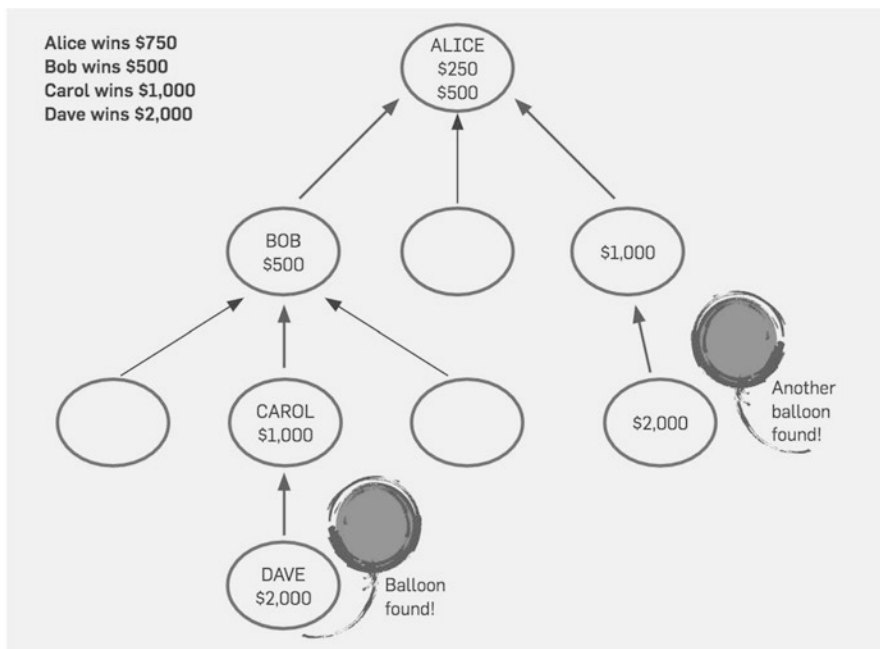 Alice wins $750
Bob wins $500
Carol wins $1,000
Dave wins $2,000
ALICE
$250
$500
BOB
$500
$1,000
CAROL
$1,000
$2,000
Another
balloon
found!
DAVE
$2,000
Balloon
found!